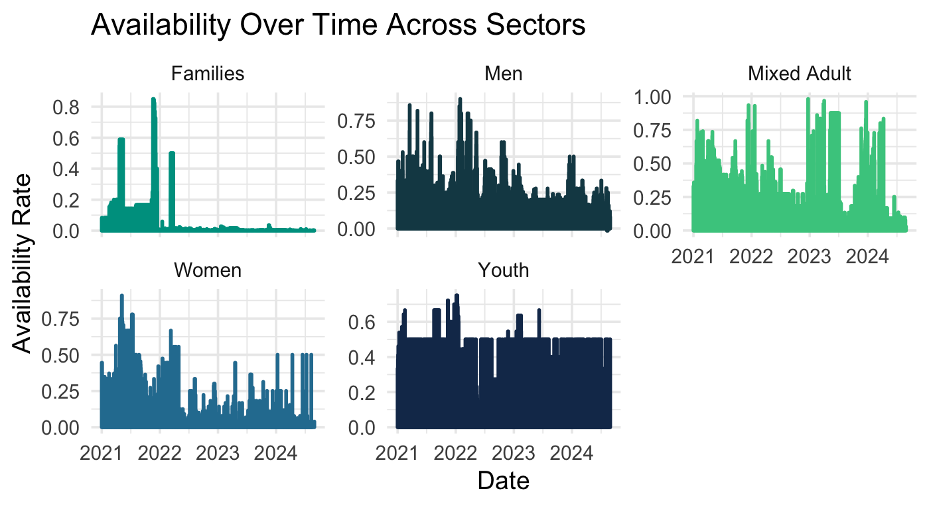 Availability Over Time Across Sectors
Families
Men
Mixed Adult
0.8
0.6
0.4
0.2
0.0
0.75
0.50
0.25
0.00
1.00
0.75
0.50
0.25
0.00
2021 2022 2023 2024
Availability Rate
Women
Youth
0.75
0.50
0.25
0.00
0.6
0.4
0.2
0.0
2021 2022 2023 2024
2021 2022 2023 2024
Date